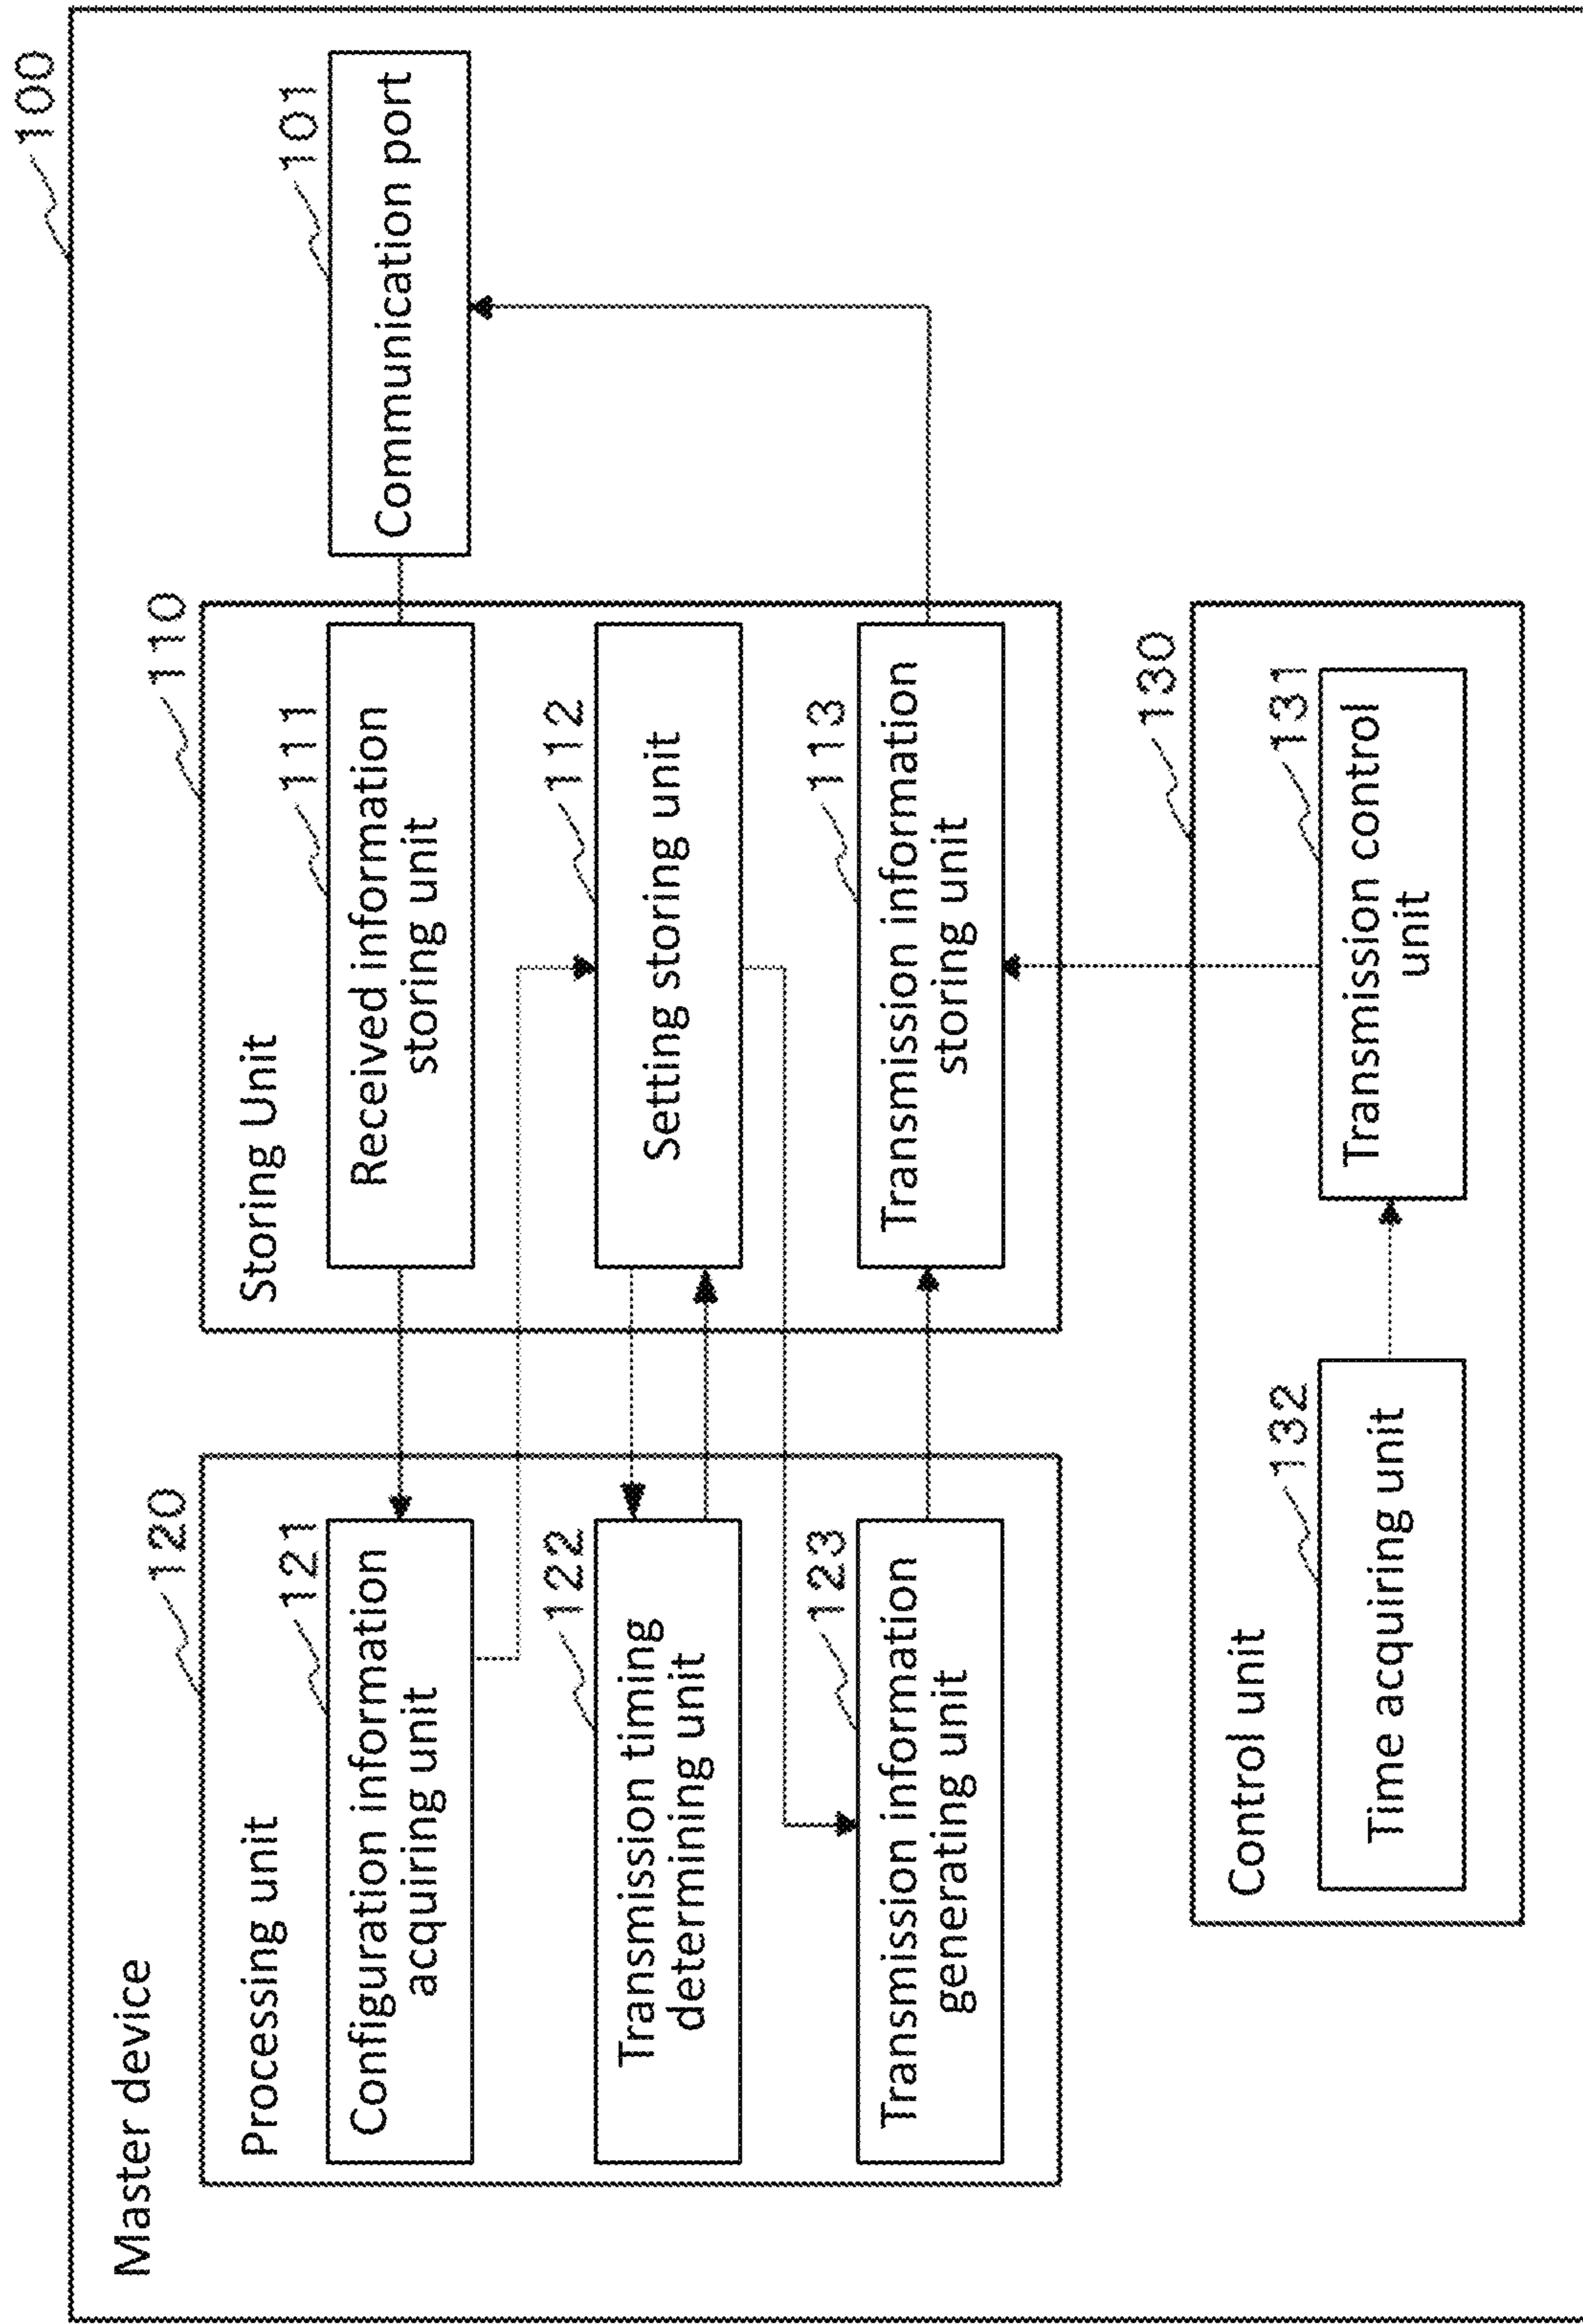 100
Master device
120
Processing unit
121
Configuration information
acquiring unit
122
Transmission timing
determining unit
123
Transmission information
generating unit
110
Storing Unit
111
Received information
storing unit
112
Setting storing unit
113
Transmission information
storing unit
101
Communication port
130
Control unit
132
Time acquiring unit
131
Transmission control
unit